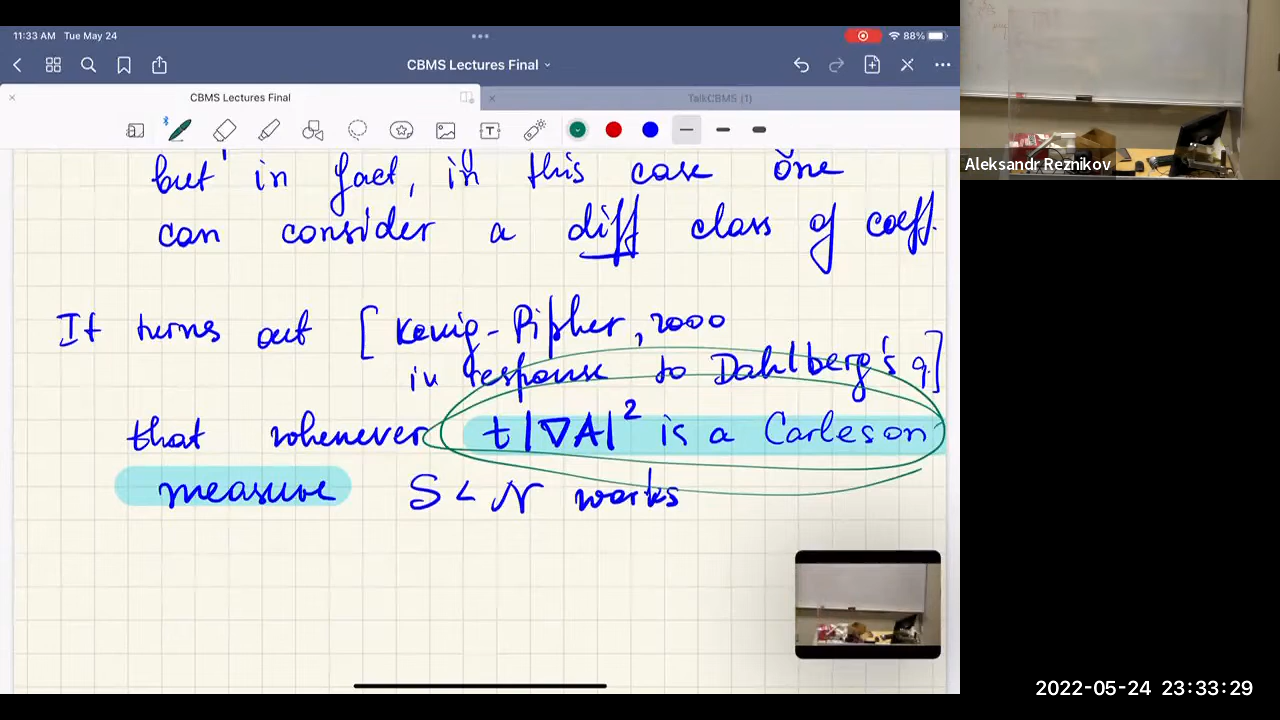 11:33 AM Tue May 24
88%
CBMS Lectures Final
CBMS Lectures Final
TalkCBMS (1)
but in fact, in this case one
can consider a diff class of coeff.
It turns out [Kenig-Pipher, 2000
in response to Dahlberg's q.]
that whenever t|∇A|² is a Carleson
measure S < N works
Aleksandr Reznikov
2022-05-24 23:33:29